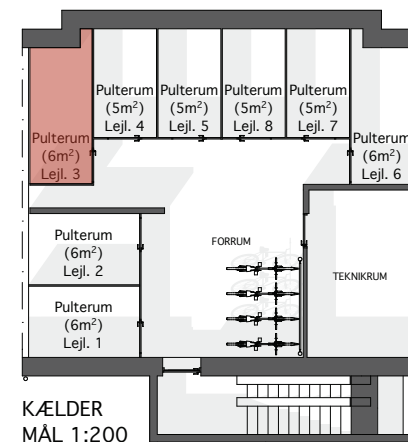 Pulterum
(5m²)
Lejl. 4
Pulterum
(5m²)
Lejl. 5
Pulterum
(5m²)
Lejl. 8
Pulterum
(5m²)
Lejl. 7
Pulterum
(6m²)
Lejl. 3
Pulterum
(6m²)
Lejl. 6
Pulterum
(6m²)
Lejl. 2
FORRUM
TEKNIKRUM
Pulterum
(6m²)
Lejl. 1
KÆLDER
MÅL 1:200